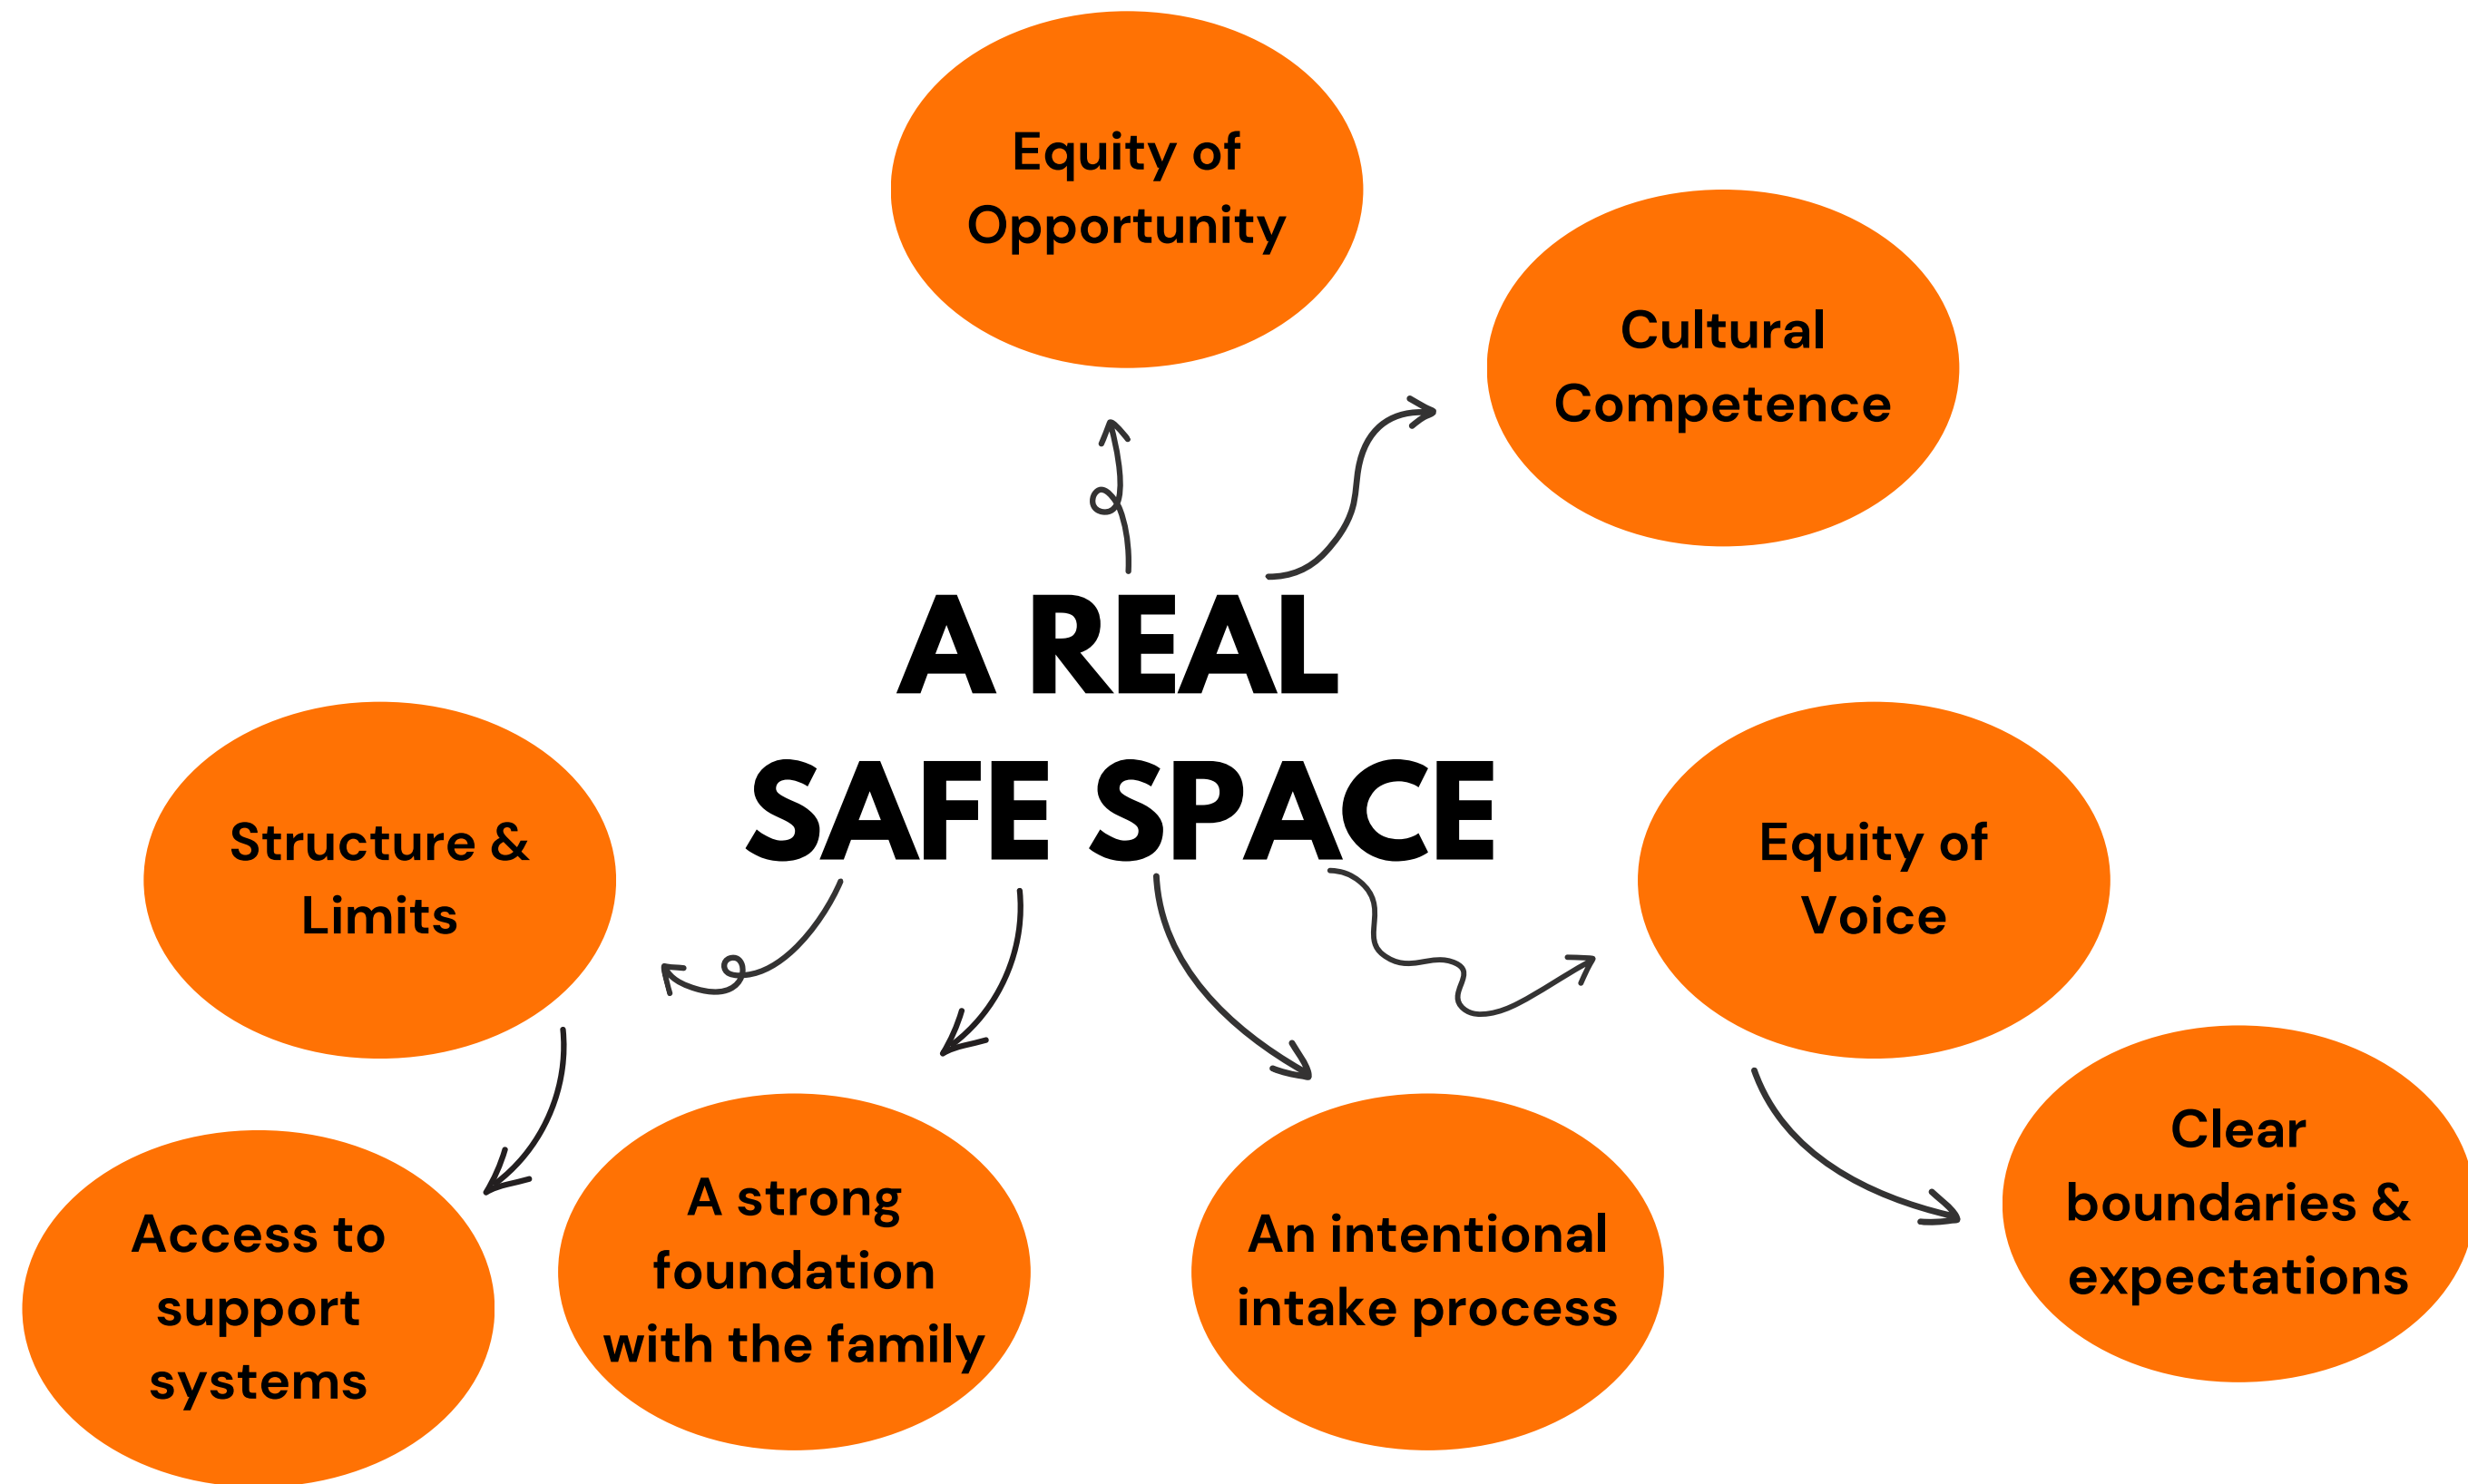 Equity of
Opportunity
Cultural
Competence
A REAL
SAFE SPACE
Structure &
Limits
Equity of
Voice
Access to
support
systems
A strong
foundation
with the family
An intentional
intake process
Clear
boundaries &
expectations